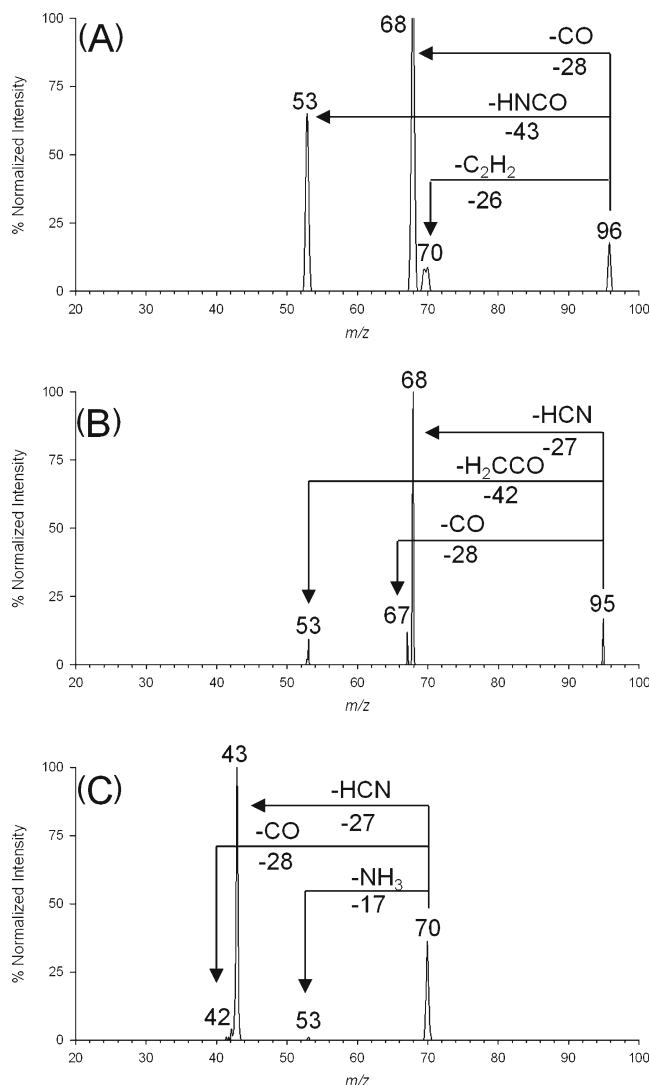 (A)
% Normalized Intensity
100
75
50
25
0
68
-CO
-28
53
-HNCO
-43
-C₂H₂
-26
70
96
20 30 40 50 60 70 80 90 100
m/z
(B)
% Normalized Intensity
100
75
50
25
0
68
-HCN
-27
-H₂CCO
-42
-CO
-28
53
67
95
20 30 40 50 60 70 80 90 100
m/z
(C)
% Normalized Intensity
100
75
50
25
0
43
-HCN
-27
-CO
-28
-NH₃
-17
70
42
53
20 30 40 50 60 70 80 90 100
m/z